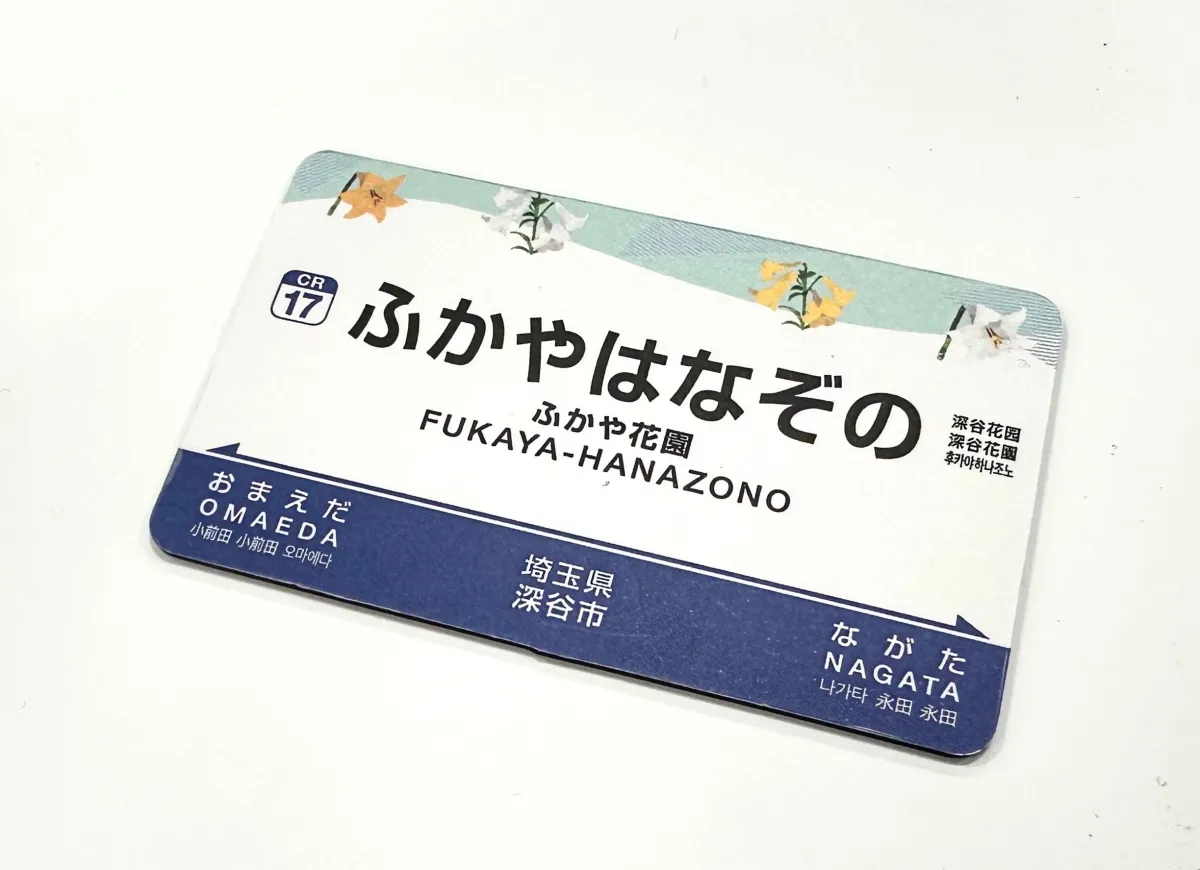 CR
17
ふかやはなぞの
ふかや花園
FUKAYA-HANAZONO
深谷花园
深谷花園
후카야하나조노
おまえだ
OMAEDA
小前田 小前田 오마에다
埼玉県
深谷市
ながた
NAGATA
나가타 永田 永田